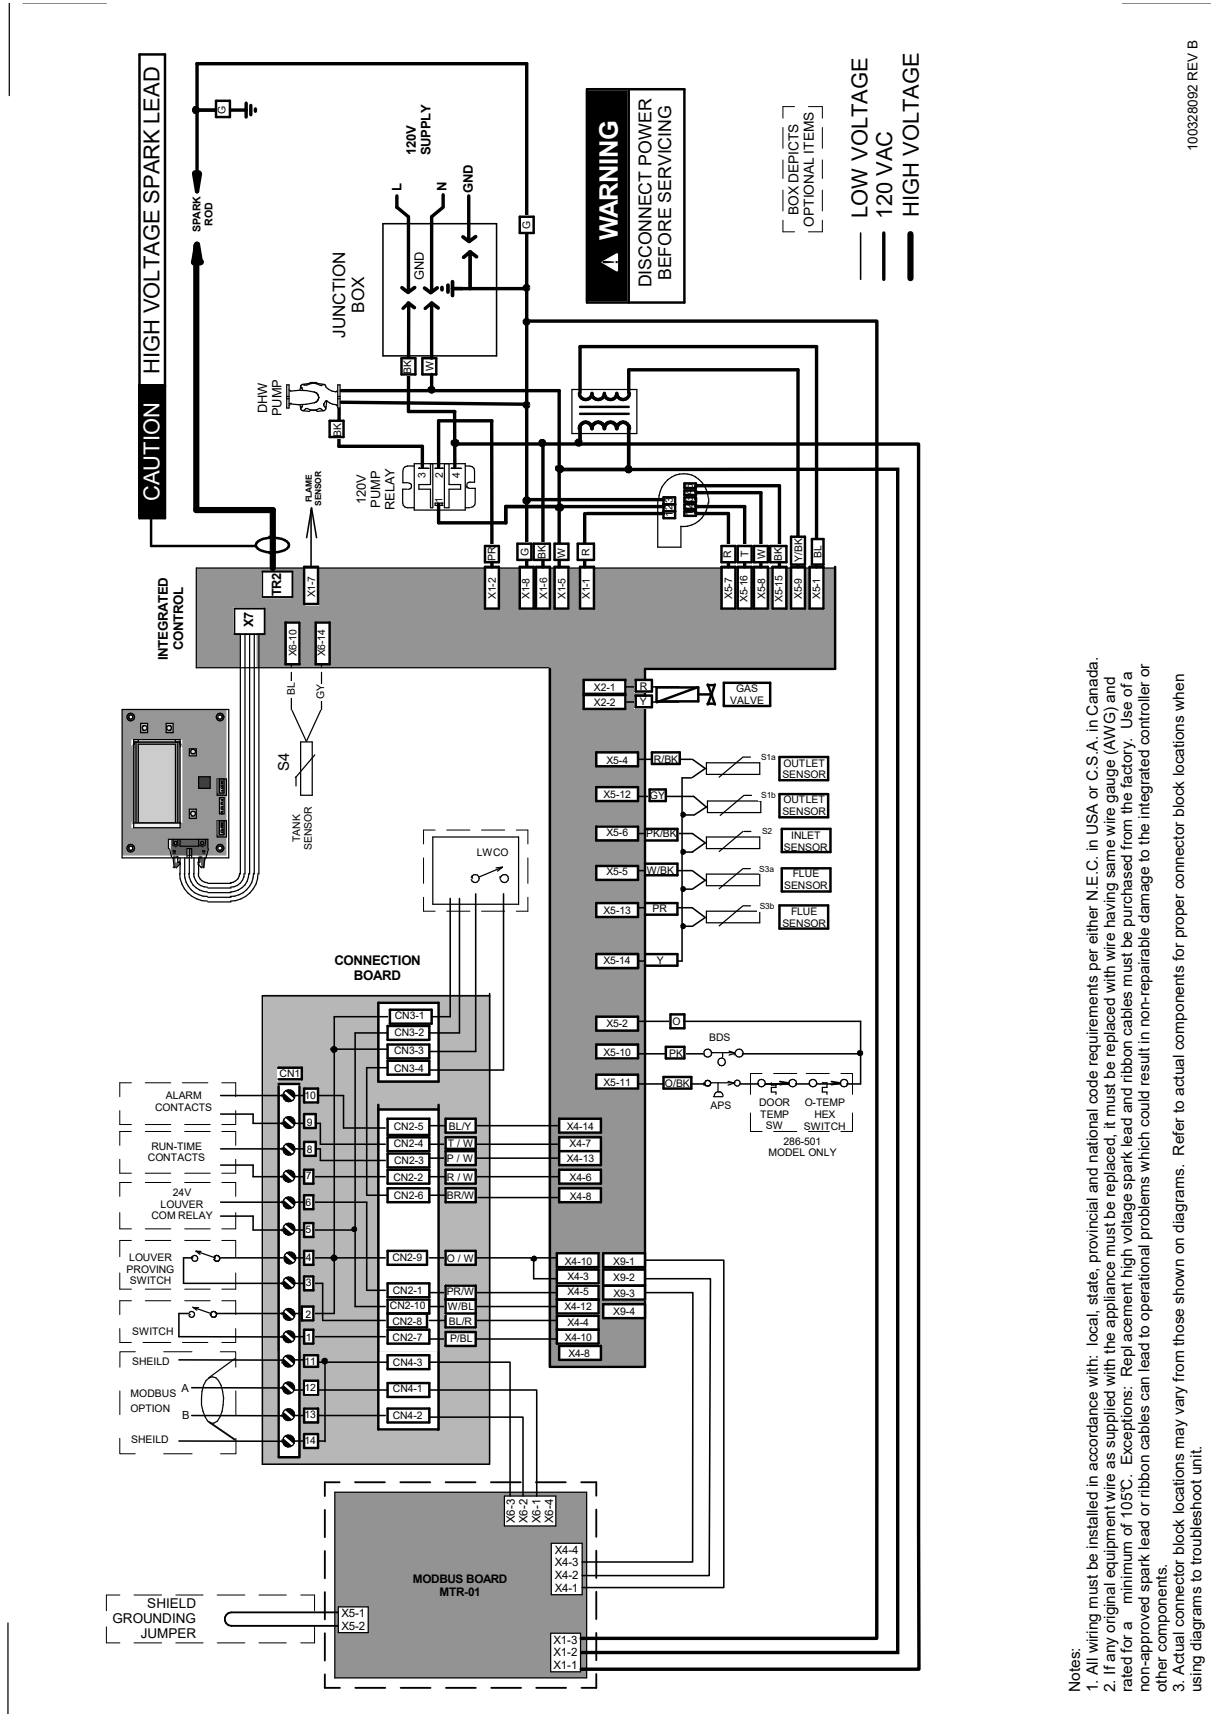 CAUTION
HIGH VOLTAGE SPARK LEAD
G
SPARK
ROD
120V
SUPPLY
L
N
GND
GND
JUNCTION
BOX
G
WARNING
DISCONNECT POWER
BEFORE SERVICING
BOX DEPICTS
OPTIONAL ITEMS
LOW VOLTAGE
120 VAC
HIGH VOLTAGE
100328092 REV B
DHW
PUMP
BK
BK
W
120V
PUMP
RELAY
3
2
1
4
FLAME
SENSOR
INTEGRATED
CONTROL
TR2
X1-7
X7
X6-10
X6-14
BL
GY
S4
TANK
SENSOR
PR
G
BK
W
R
R
T
W
BK
Y/BK
BL
X1-2
X1-8
X1-6
X1-5
X1-1
X5-7
X5-16
X5-8
X5-15
X5-9
X5-1
X2-1
R
X2-2
Y
GAS
VALVE
X5-4
R/BK
S1a
OUTLET
SENSOR
X5-12
GY
S1b
OUTLET
SENSOR
X5-6
PK/BK
S2
INLET
SENSOR
X5-5
W/BK
S3a
FLUE
SENSOR
X5-13
PR
S3b
FLUE
SENSOR
X5-14
Y
X5-2
O
X5-10
PK
BDS
X5-11
O/BK
APS
DOOR
TEMP
SW
O-TEMP
HEX
SWITCH
286-501
MODEL ONLY
LWCO
CONNECTION
BOARD
CN3-1
CN3-2
CN3-3
CN3-4
CN1
ALARM
CONTACTS
10
9
RUN-TIME
CONTACTS
8
7
24V
LOUVER
COM RELAY
6
5
LOUVER
PROVING
SWITCH
4
3
SWITCH
2
1
SHEILD
11
MODBUS
OPTION
A
12
B
13
SHEILD
14
CN2-5
BL/Y
X4-14
CN2-4
T / W
X4-7
CN2-3
P / W
X4-13
CN2-2
R / W
X4-6
CN2-6
BR/W
X4-8
CN2-9
O / W
X4-10
X9-1
X4-3
X9-2
CN2-1
PR/W
X4-5
X9-3
CN2-10
W/BL
X4-12
X9-4
CN2-8
BL/R
X4-4
CN2-7
P/BL
X4-10
X4-8
CN4-3
CN4-1
CN4-2
X6-3
X6-2
X6-1
X6-4
MODBUS BOARD
MTR-01
X4-4
X4-3
X4-2
X4-1
SHIELD
GROUNDING
JUMPER
X5-1
X5-2
X1-3
X1-2
X1-1
Notes:
1. All wiring must be installed in accordance with: local, state, provincial and national code requirements per either N.E.C. in USA or C.S.A. in Canada.
2. If any original equipment wire as supplied with the appliance must be replaced, it must be replaced with wire having same wire gauge (AWG) and
rated for a minimum of 105°C. Exceptions: Replacement high voltage spark lead and ribbon cables must be purchased from the factory. Use of a
non-approved spark lead or ribbon cables can lead to operational problems which could result in non-repairable damage to the integrated controller or
other components.
3. Actual connector block locations may vary from those shown on diagrams. Refer to actual components for proper connector block locations when
using diagrams to troubleshoot unit.